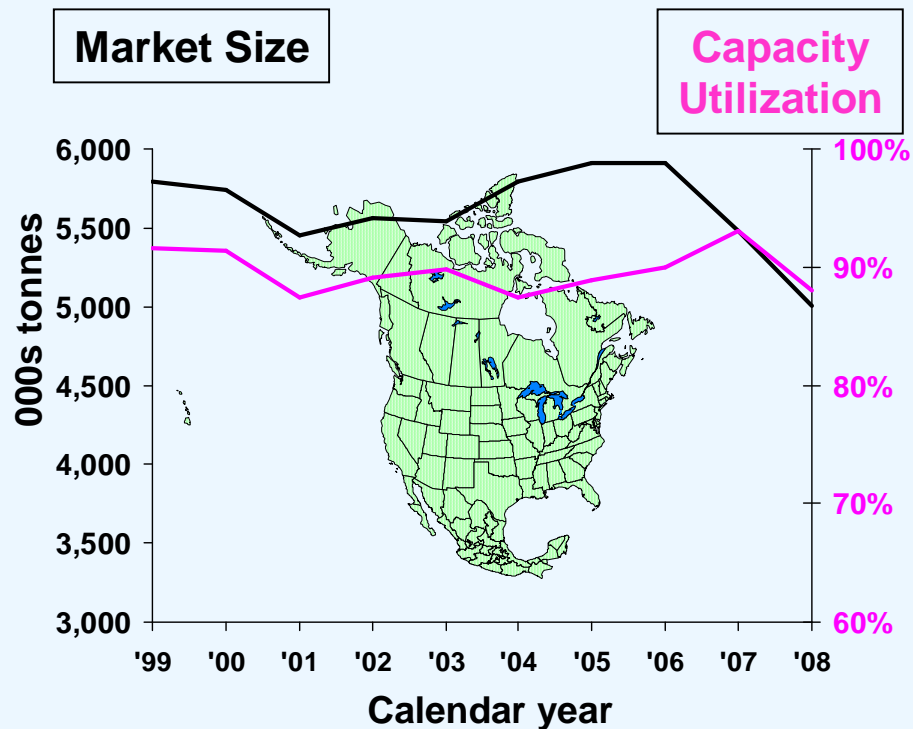 Market Size
Capacity
Utilization
000s tonnes
6,000
5,500
5,000
4,500
4,000
3,500
3,000
100%
90%
80%
70%
60%
'99 '00 '01 '02 '03 '04 '05 '06 '07 '08
Calendar year